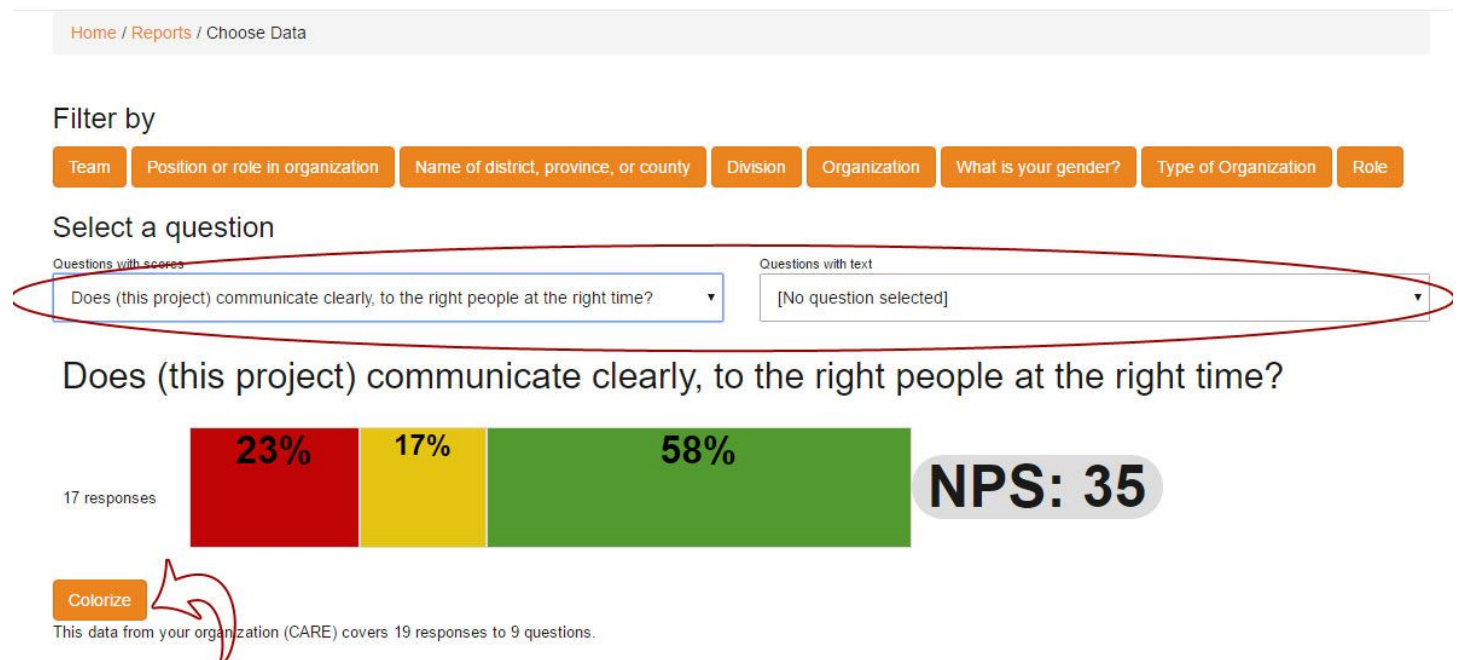 Home / Reports / Choose Data
Filter by
Team Position or role in organization Name of district, province, or county Division Organization What is your gender? Type of Organization Role
Select a question
Questions with scores Questions with text
Does (this project) communicate clearly, to the right people at the right time? [No question selected]
Does (this project) communicate clearly, to the right people at the right time?
23% 17% 58%
17 responses NPS: 35
Colorize
This data from your organization (CARE) covers 19 responses to 9 questions.